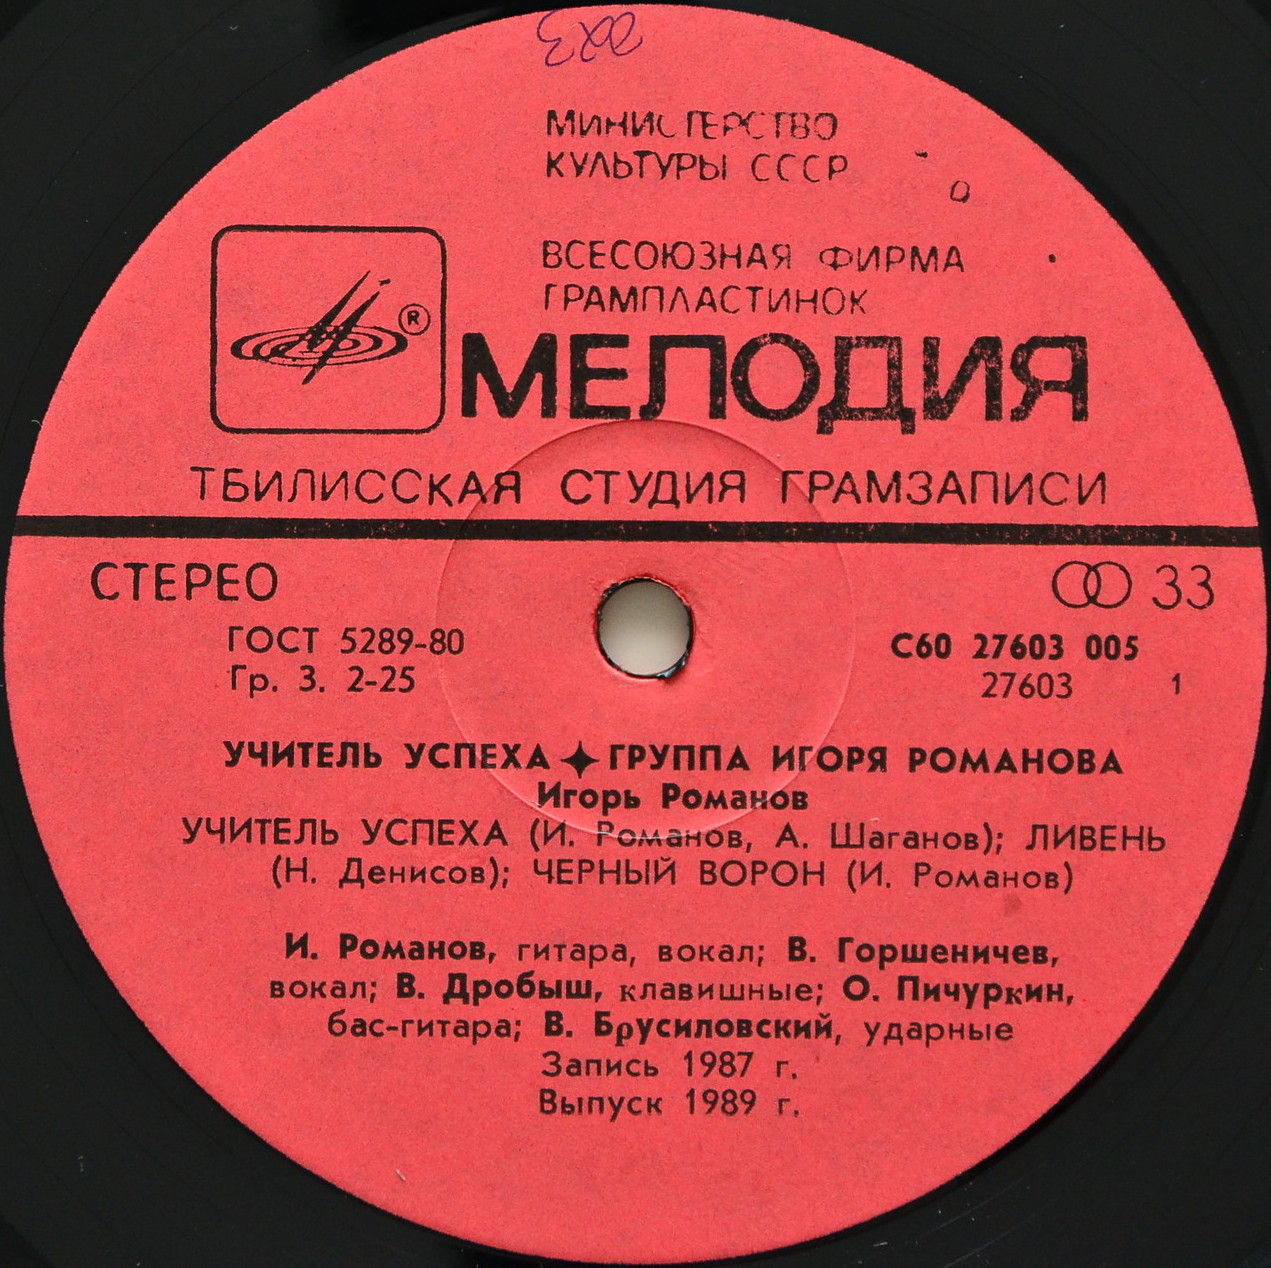 МИНИСТЕРСТВО
КУЛЬТУРЫ СССР
ВСЕСОЮЗНАЯ ФИРМА
ГРАМПЛАСТИНОК
®
МЕЛОДИЯ
ТБИЛИССКАЯ СТУДИЯ ГРАМЗАПИСИ
СТЕРЕО 33
ГОСТ 5289-80 С60 27603 005
Гр. 3. 2-25 27603 1
УЧИТЕЛЬ УСПЕХА ✦ ГРУППА ИГОРЯ РОМАНОВА
Игорь Романов
УЧИТЕЛЬ УСПЕХА (И. Романов, А. Шаганов); ЛИВЕНЬ
(Н. Денисов); ЧЕРНЫЙ ВОРОН (И. Романов)
И. Романов, гитара, вокал; В. Горшеничев,
вокал; В. Дробыш, клавишные; О. Пичуркин,
бас-гитара; В. Брусиловский, ударные
Запись 1987 г.
Выпуск 1989 г.